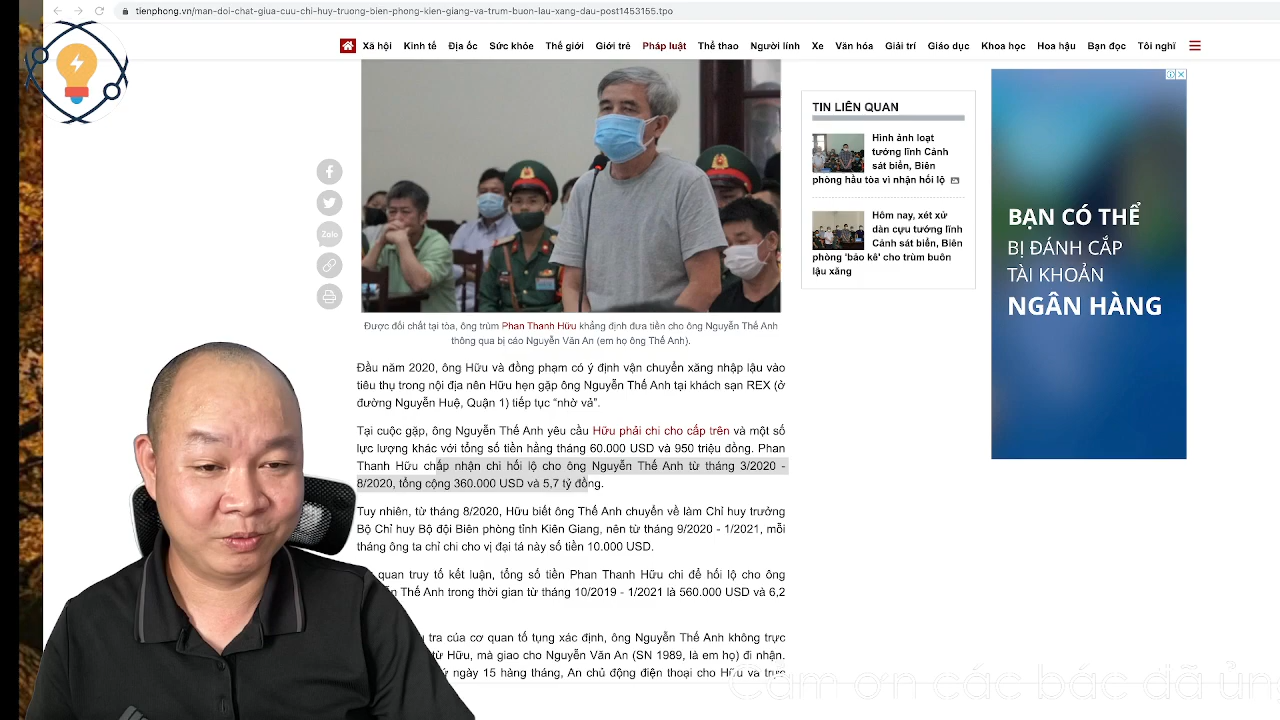 tienphong.vn/man-doi-chat-giua-cuu-chi-huy-truong-bien-phong-kien-giang-va-trum-buon-lau-xang-dau-post1453155.tpo
Xã hội Kinh tế Địa ốc Sức khỏe Thế giới Giới trẻ Pháp luật Thể thao Người lính Xe Văn hóa Giải trí Giáo dục Khoa học Hoa hậu Bạn đọc Tôi nghĩ
Zalo
Được đối chất tại tòa, ông trùm Phan Thanh Hữu khẳng định đưa tiền cho ông Nguyễn Thế Anh
thông qua bị cáo Nguyễn Văn An (em họ ông Thế Anh).
Đầu năm 2020, ông Hữu và đồng phạm có ý định vận chuyển xăng nhập lậu vào
tiêu thụ trong nội địa nên Hữu hẹn gặp ông Nguyễn Thế Anh tại khách sạn REX (ở
đường Nguyễn Huệ, Quận 1) tiếp tục “nhờ vả”.
Tại cuộc gặp, ông Nguyễn Thế Anh yêu cầu Hữu phải chi cho cấp trên và một số
lực lượng khác với tổng số tiền hằng tháng 60.000 USD và 950 triệu đồng. Phan
Thanh Hữu chấp nhận chi hối lộ cho ông Nguyễn Thế Anh từ tháng 3/2020 -
8/2020, tổng cộng 360.000 USD và 5,7 tỷ đồng.
Tuy nhiên, từ tháng 8/2020, Hữu biết ông Thế Anh chuyển về làm Chỉ huy trưởng
Bộ Chỉ huy Bộ đội Biên phòng tỉnh Kiên Giang, nên từ tháng 9/2020 - 1/2021, mỗi
tháng ông ta chỉ chi cho vị đại tá này số tiền 10.000 USD.
quan truy tố kết luận, tổng số tiền Phan Thanh Hữu chi để hối lộ cho ông
Thế Anh trong thời gian từ tháng 10/2019 - 1/2021 là 560.000 USD và 6,2
tra của cơ quan tố tụng xác định, ông Nguyễn Thế Anh không trực
từ Hữu, mà giao cho Nguyễn Văn An (SN 1989, là em họ) đi nhận.
ngày 15 hàng tháng, An chủ động điện thoại cho Hữu và trực
TIN LIÊN QUAN
Hình ảnh loạt
tướng lĩnh Cảnh
sát biển, Biên
phòng hầu tòa vì nhận hối lộ
Hôm nay, xét xử
dàn cựu tướng lĩnh
Cảnh sát biển, Biên
phòng 'bảo kê' cho trùm buôn
lậu xăng
BẠN CÓ THỂ
BỊ ĐÁNH CẮP
TÀI KHOẢN
NGÂN HÀNG
Cảm ơn các bác đã